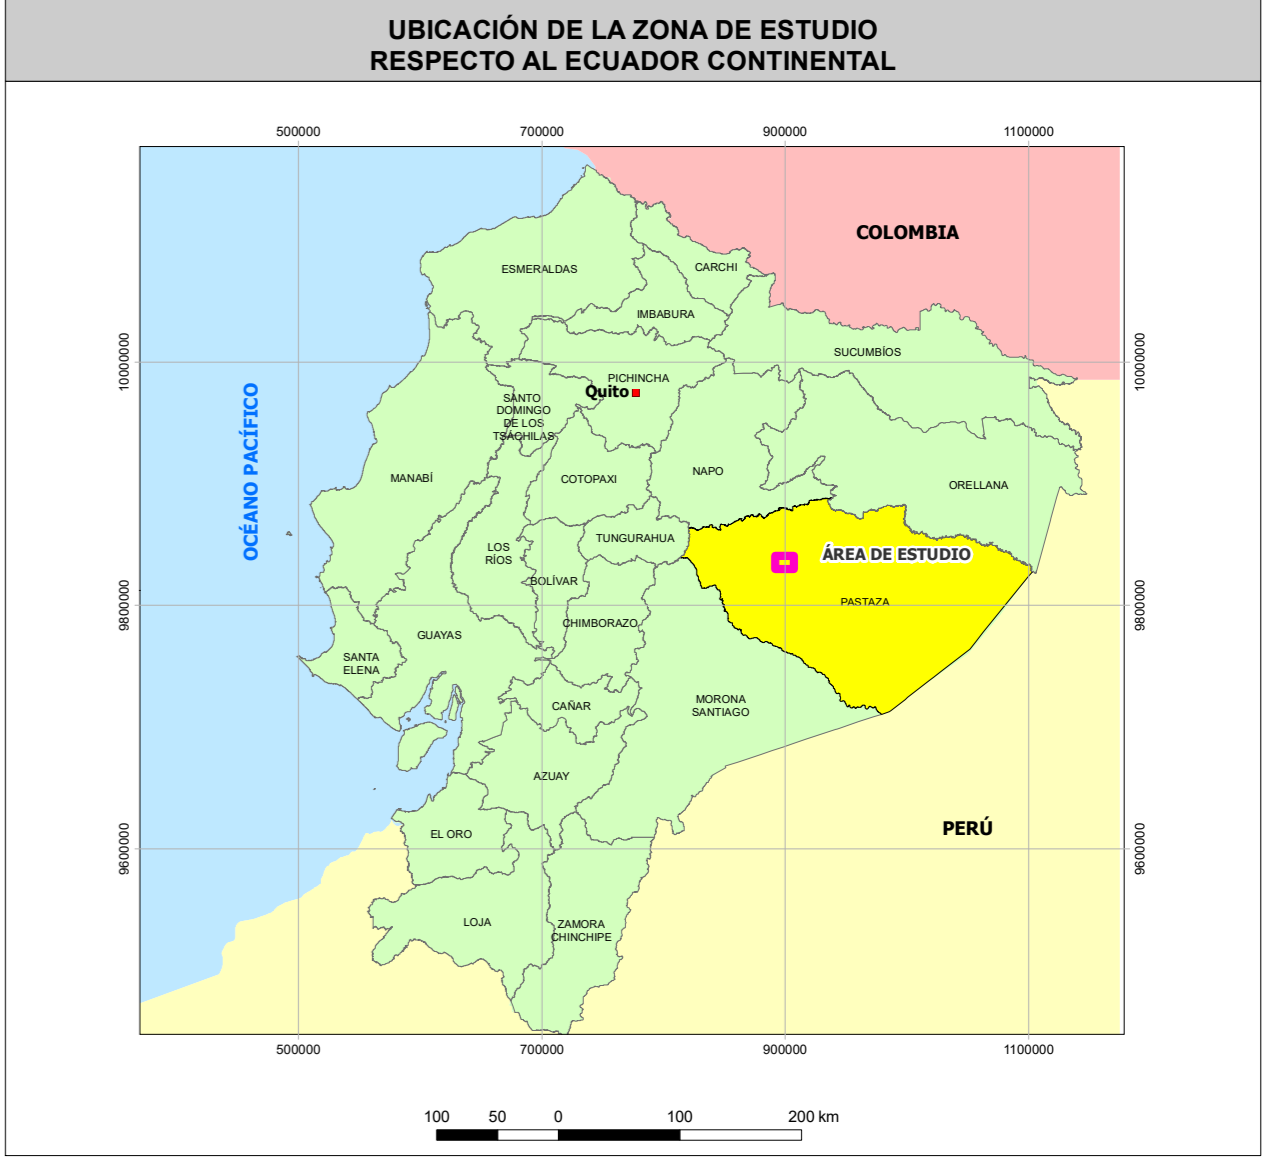 UBICACIÓN DE LA ZONA DE ESTUDIO
RESPECTO AL ECUADOR CONTINENTAL
500000
700000
900000
1100000
COLOMBIA
ESMERALDAS
CARCHI
IMBABURA
SUCUMBÍOS
10000000
10000000
PICHINCHA
Quito
SANTO
DOMINGO
DE LOS
TSÁCHILAS
OCÉANO PACÍFICO
MANABÍ
COTOPAXI
NAPO
ORELLANA
TUNGURAHUA
LOS
RÍOS
ÁREA DE ESTUDIO
BOLÍVAR
PASTAZA
9800000
9800000
CHIMBORAZO
GUAYAS
SANTA
ELENA
MORONA
SANTIAGO
CAÑAR
AZUAY
PERÚ
EL ORO
9600000
9600000
LOJA
ZAMORA
CHINCHIPE
500000
700000
900000
1100000
100 50 0 100 200 km